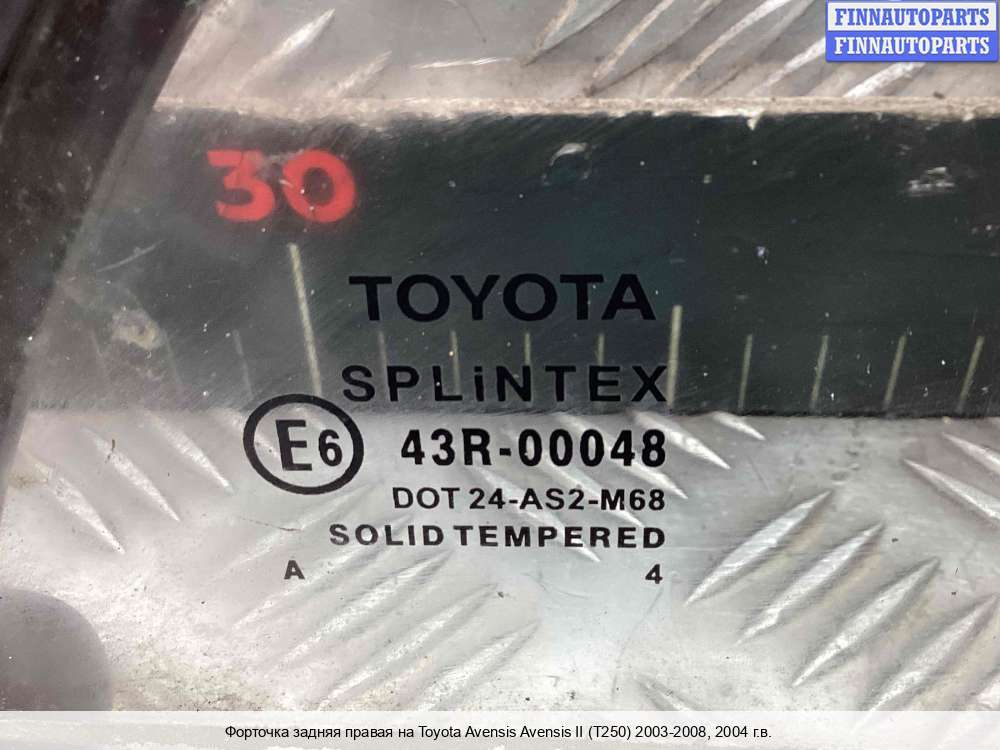 FINNAUTOPARTS
FINNAUTOPARTS
30
TOYOTA
SPLiNTEX
E6 43R-00048
DOT 24-AS2-M68
SOLID TEMPERED
A 4
Форточка задняя правая на Toyota Avensis Avensis II (T250) 2003-2008, 2004 г.в.